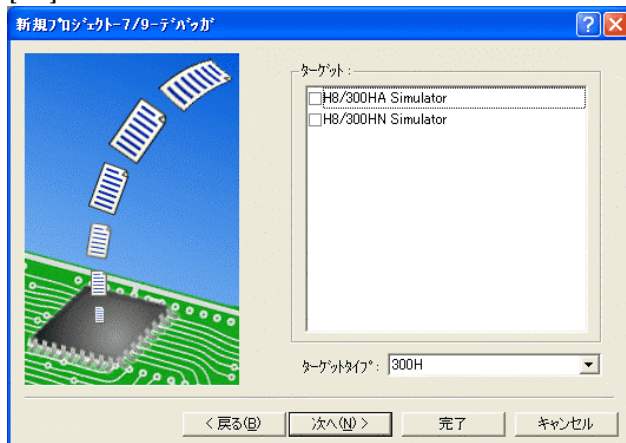 新規プロジェクト-7/9-デバッガ
ターゲット :
H8/300HA Simulator
H8/300HN Simulator
ターゲットタイプ : 300H
< 戻る(B)
次へ(N) >
完了
キャンセル